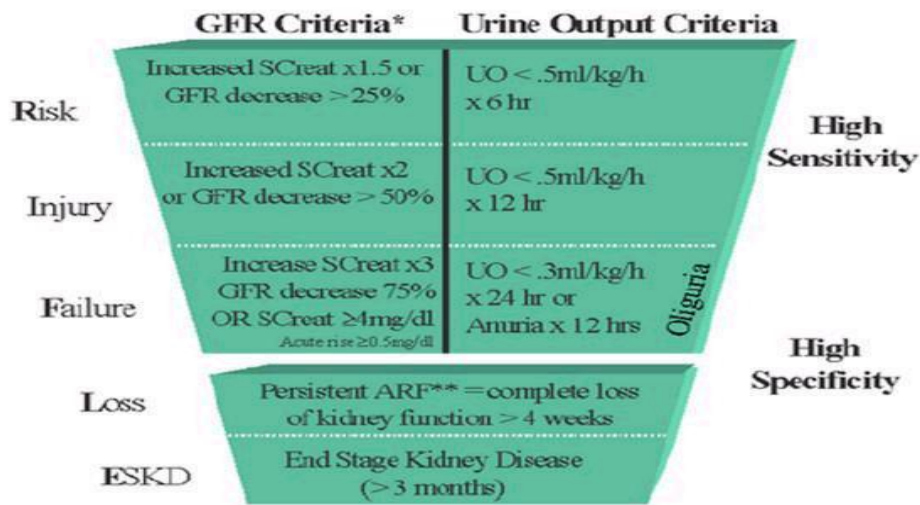 GFR Criteria* Urine Output Criteria
Risk
Increased SCreat x1.5 or
GFR decrease >25%
UO < .5ml/kg/h
x 6 hr
High
Sensitivity
Injury
Increased SCreat x2
or GFR decrease > 50%
UO < .5ml/kg/h
x 12 hr
Failure
Increase SCreat x3
GFR decrease 75%
OR SCreat ≥4mg/dl
Acute rise ≥0.5mg/dl
UO < .3ml/kg/h
x 24 hr or
Anuria x 12 hrs
Oliguria
High
Specificity
Loss
Persistent ARF** = complete loss
of kidney function > 4 weeks
ESKD
End Stage Kidney Disease
(> 3 months)